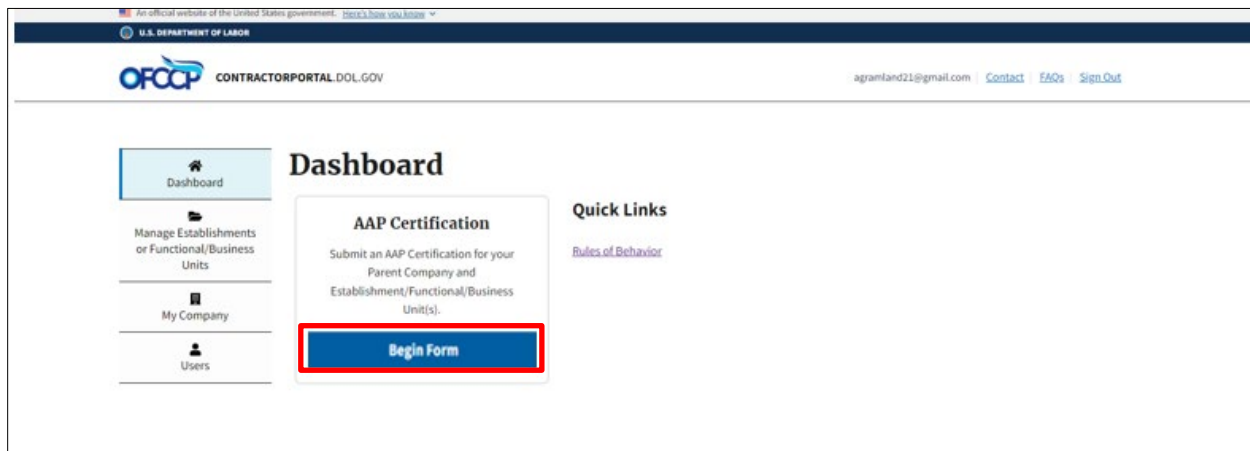 An official website of the United States government. Here's how you know
U.S. DEPARTMENT OF LABOR
OFCCP CONTRACTORPORTAL.DOL.GOV
agramland21@gmail.com Contact FAQs Sign Out
Dashboard
Manage Establishments
or Functional/Business
Units
My Company
Users
Dashboard
AAP Certification
Submit an AAP Certification for your
Parent Company and
Establishment/Functional/Business
Unit(s).
Begin Form
Quick Links
Rules of Behavior